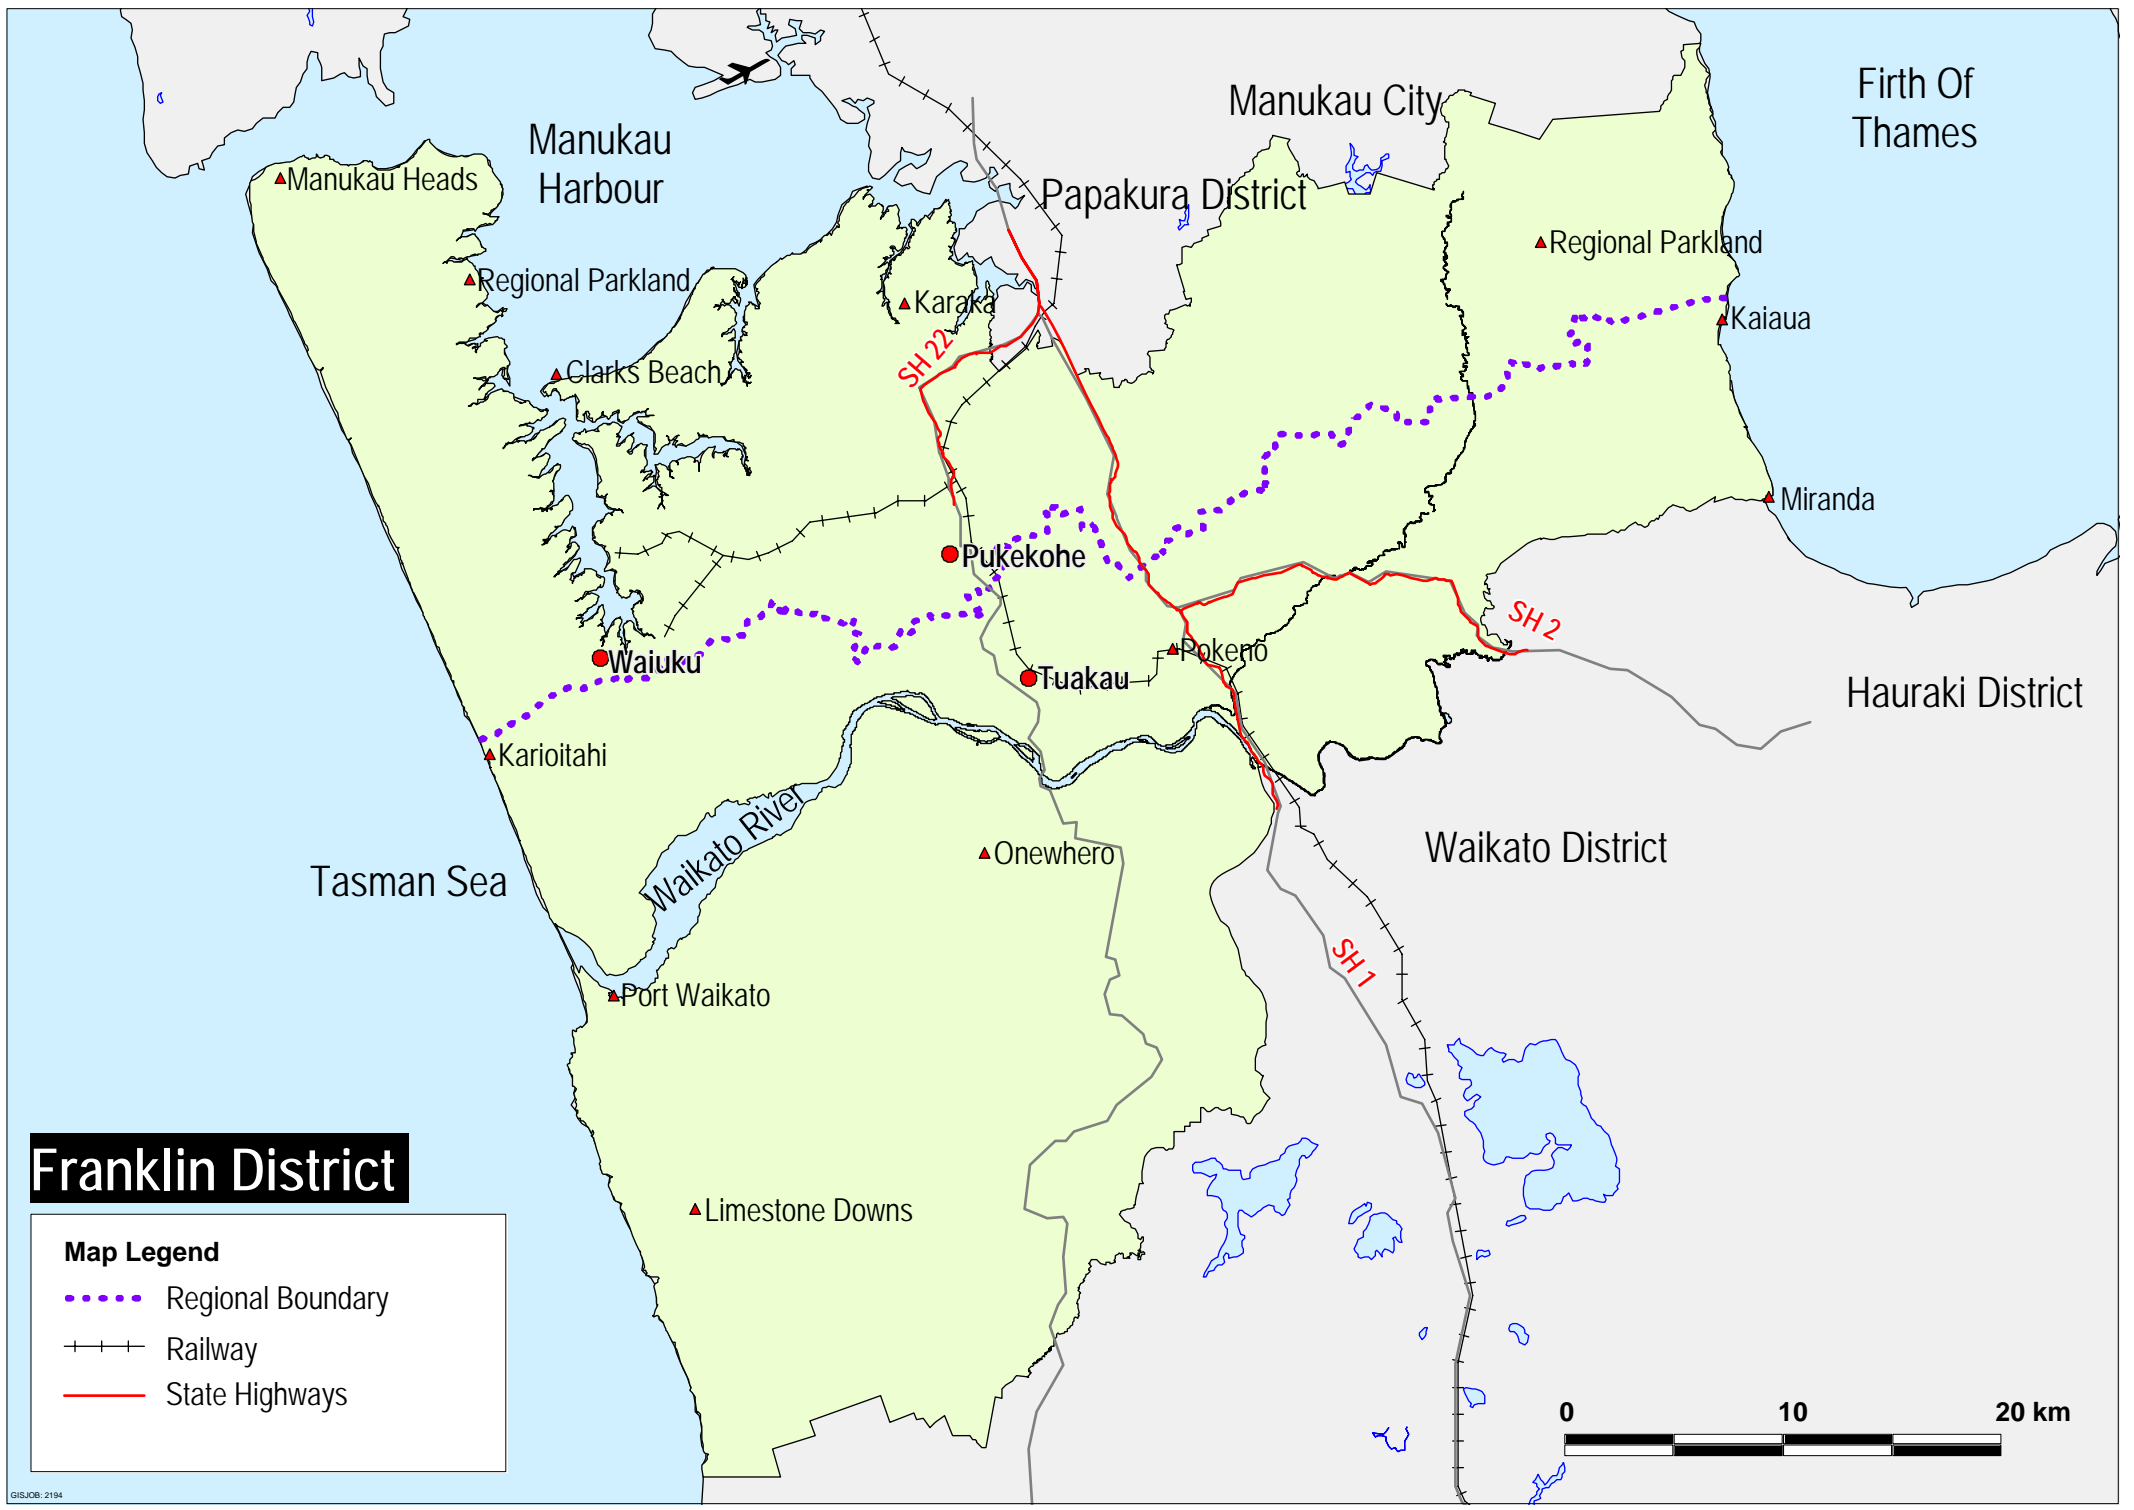 Firth Of
Thames
Manukau City
Manukau
Harbour
Manukau Heads
Papakura District
Regional Parkland
Regional Parkland
Karaka
Kaiaua
SH 22
Clarks Beach
Miranda
Pukekohe
SH 2
Waiuku
Pokeno
Tuakau
Hauraki District
Karioitahi
Waikato River
Onewhero
Waikato District
Tasman Sea
SH 1
Port Waikato
Franklin District
Limestone Downs
Map Legend
Regional Boundary
Railway
State Highways
0 10 20 km
GISJOB: 2194